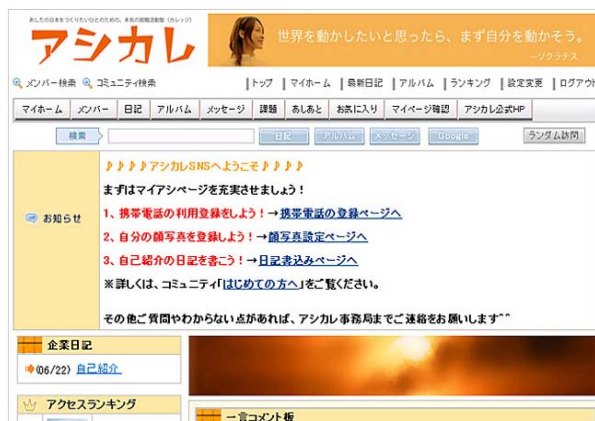 あしたの日本をつくりたいひとのための、本気の就職活動塾(カレッジ)
アシカレ
世界を動かしたいと思ったら、まず自分を動かそう。
ーソクラテス
メンバー検索 コミュニティ検索
トップ マイホーム 最新日記 アルバム ランキング 設定変更 ログアウ
マイホーム メンバー 日記 アルバム メッセージ 課題 あしあと お気に入り マイページ確認 アシカレ公式HP
検索 日記 アルバム メッセージ Google ランダム訪問
♪♪♪♪アシカレSNSへようこそ♪♪♪♪
まずはマイアシページを充実させましょう!
お知らせ
1、携帯電話の利用登録をしよう!→携帯電話の登録ページへ
2、自分の顔写真を登録しよう!→顔写真設定ページへ
3、自己紹介の日記を書こう!→日記書込みページへ
※詳しくは、コミュニティ「はじめての方へ」をご覧ください。
その他ご質問やわからない点があれば、アシカレ事務局までご連絡をお願いします^^
企業日記
(06/22) 自己紹介
アクセスランキング
一言コメント板